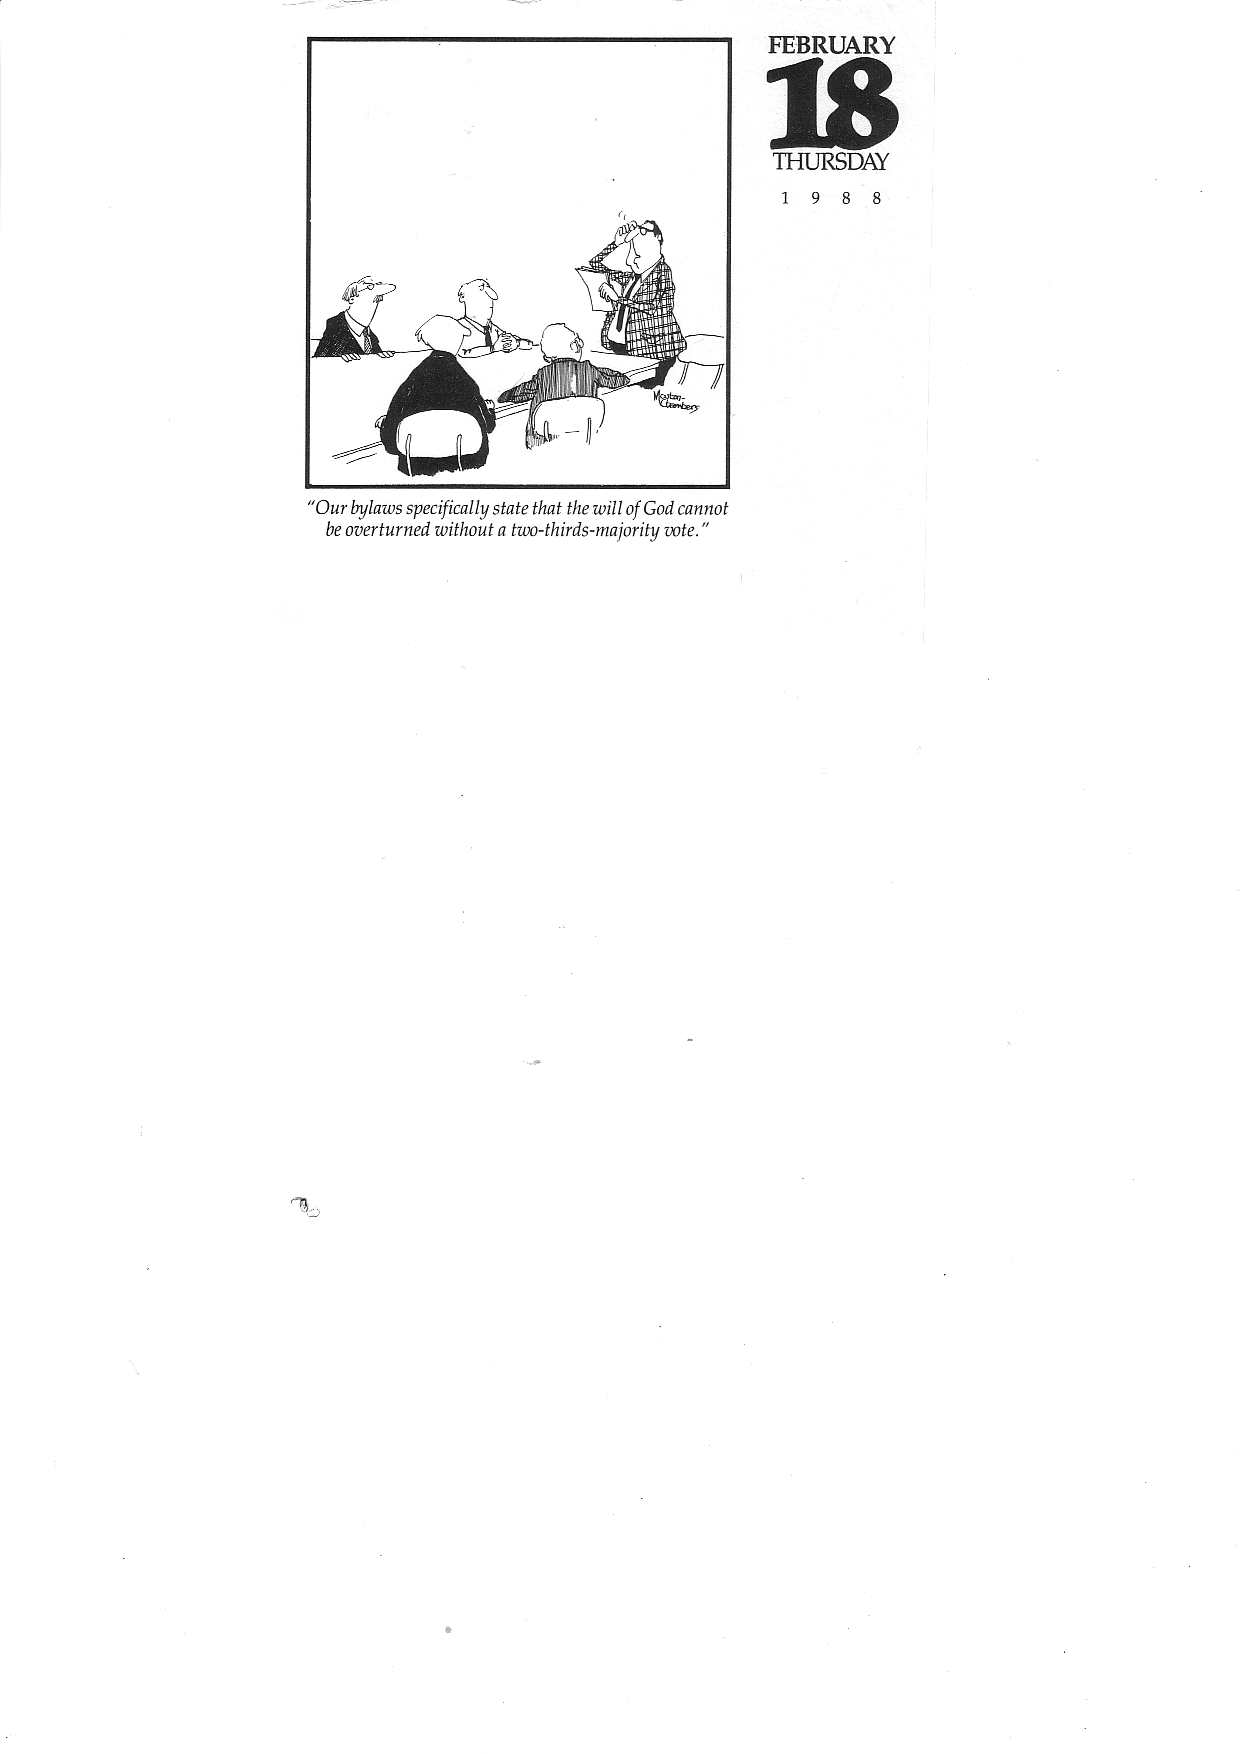 FEBRUARY
18
THURSDAY
1 9 8 8
"Our bylaws specifically state that the will of God cannot
be overturned without a two-thirds-majority vote."